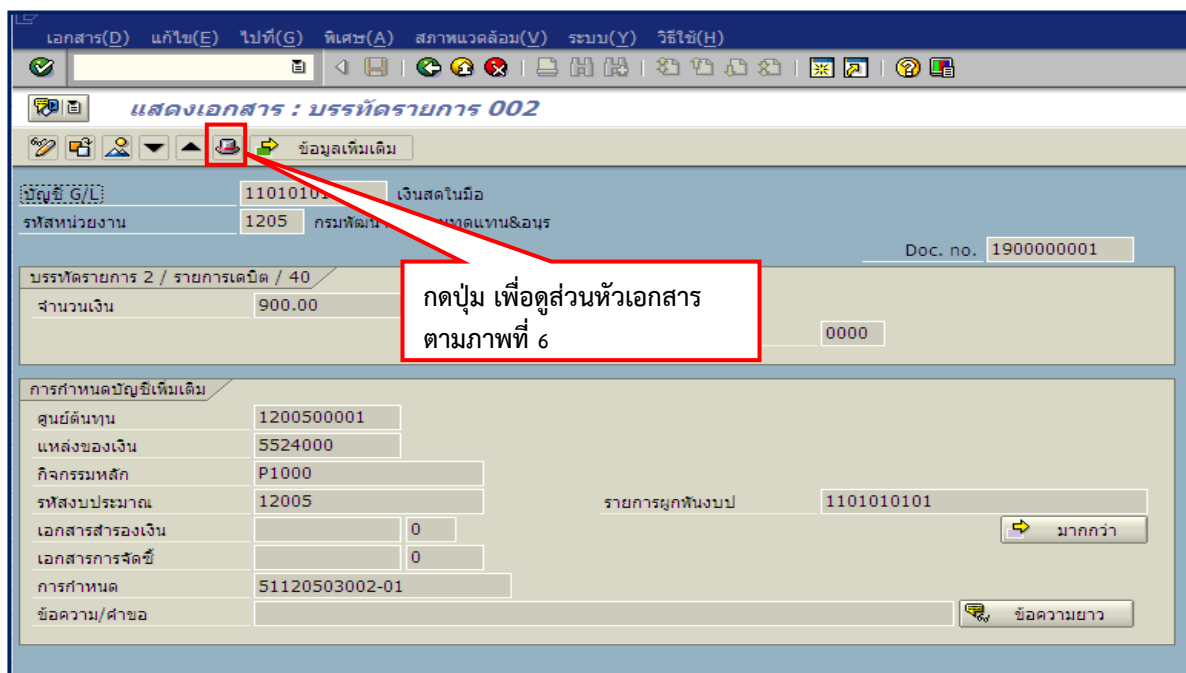 เอกสาร(D) แก้ไข(E) ไปที่(G) พิเศษ(A) สภาพแวดล้อม(V) ระบบ(Y) วิธีใช้(H)
แสดงเอกสาร : บรรทัดรายการ 002
ข้อมูลเพิ่มเติม
บัญชี G/L 11010101 เงินสดในมือ
รหัสหน่วยงาน 1205 กรมพัฒน ทดแทน&อนุร
Doc. no. 1900000001
บรรทัดรายการ 2 / รายการเดบิต / 40
จำนวนเงิน 900.00
0000
กดปุ่ม เพื่อดูส่วนหัวเอกสาร
ตามภาพที่ 6
การกำหนดบัญชีเพิ่มเติม
ศูนย์ต้นทุน 1200500001
แหล่งของเงิน 5524000
กิจกรรมหลัก P1000
รหัสงบประมาณ 12005 รายการผูกพันงบป 1101010101
เอกสารสำรองเงิน 0 มากกว่า
เอกสารการจัดซื้ 0
การกำหนด 51120503002-01
ข้อความ/คำขอ ข้อความยาว